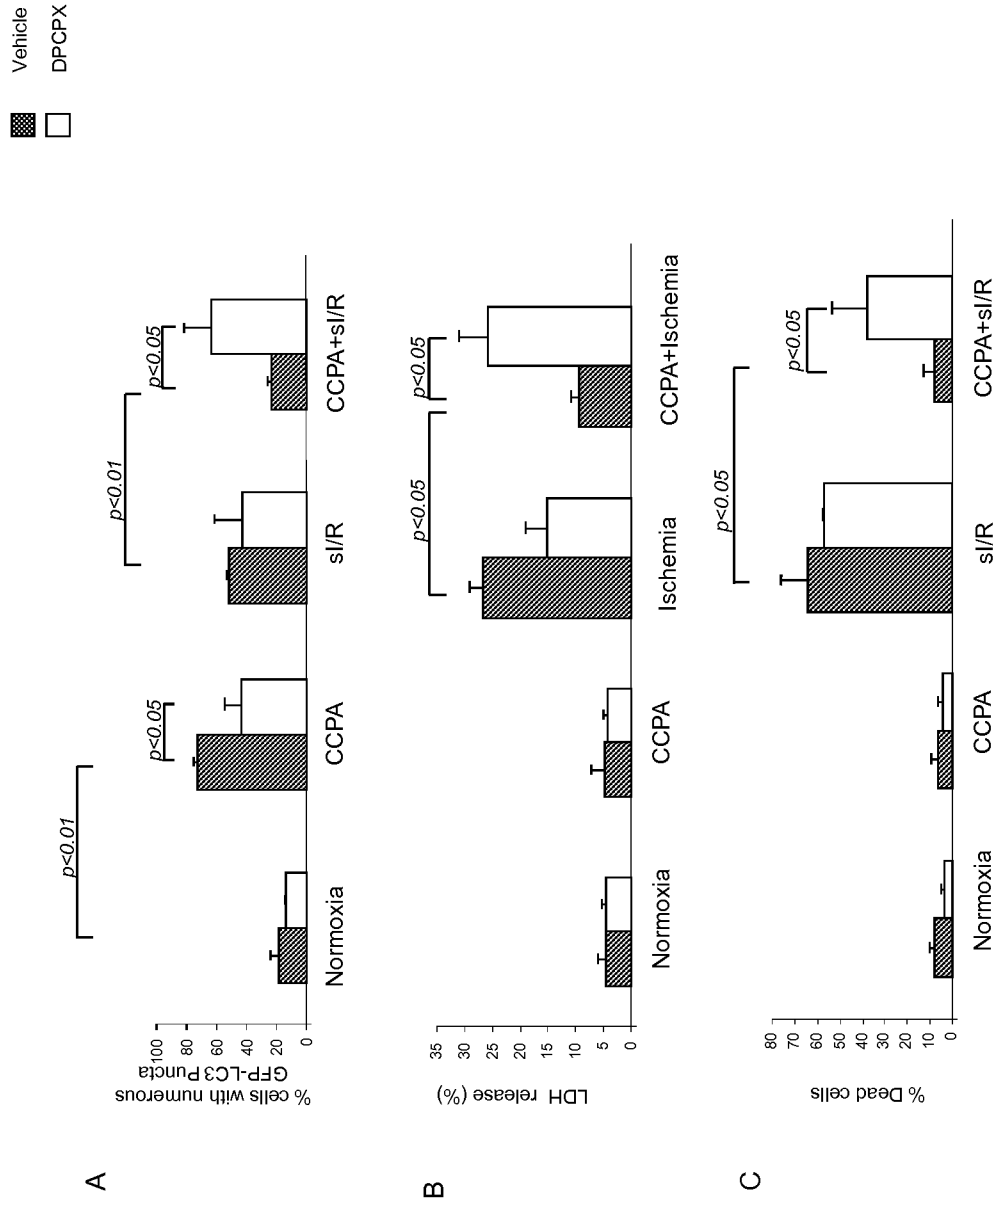 Vehicle
DPCPX
A
% cells with numerous
GFP-LC3 Puncta
100
80
60
40
20
0
p<0.01
p<0.05
p<0.01
p<0.05
Normoxia
CCPA
sI/R
CCPA+sI/R
B
LDH release (%)
35
30
25
20
15
10
5
0
p<0.05
p<0.05
Normoxia
CCPA
Ischemia
CCPA+Ischemia
C
% Dead cells
80
70
60
50
40
30
20
10
0
p<0.05
p<0.05
Normoxia
CCPA
sI/R
CCPA+sI/R